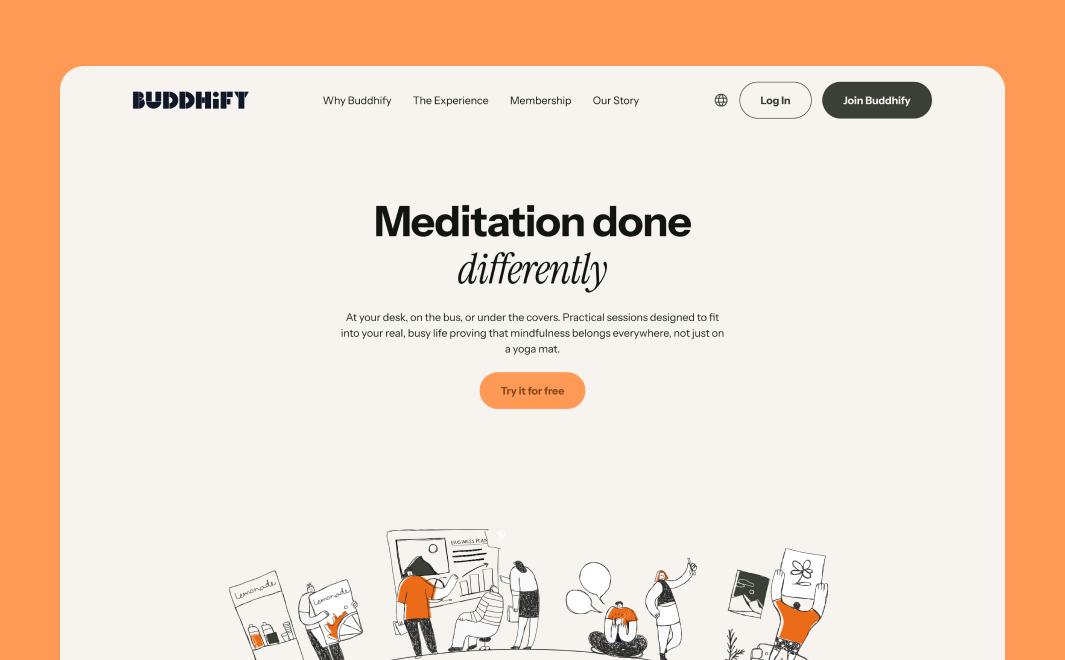 BUDDHiFY
Why Buddhify
The Experience
Membership
Our Story
Log In
Join Buddhify
Meditation done
differently
At your desk, on the bus, or under the covers. Practical sessions designed to fit
into your real, busy life proving that mindfulness belongs everywhere, not just on
a yoga mat.
Try it for free
BUSINESS PLAN
Lemonade
Lemonade